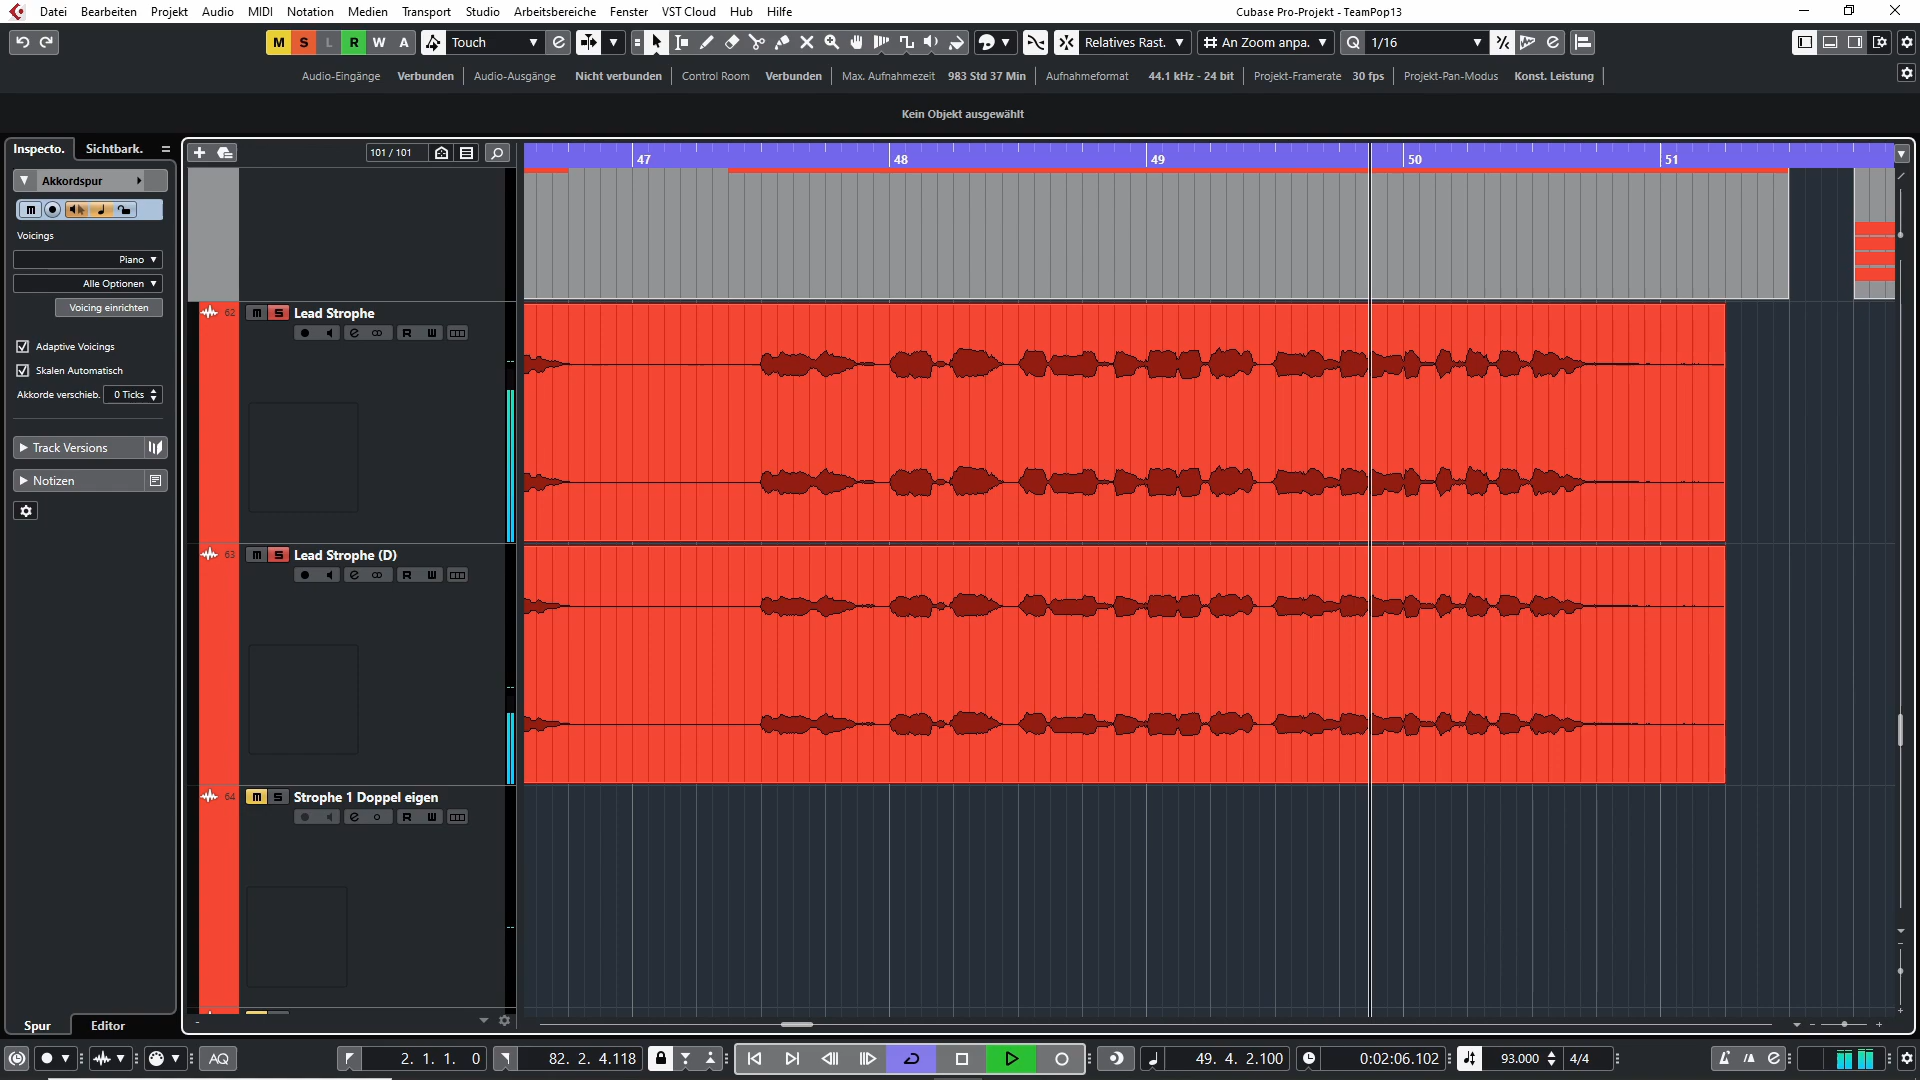 Datei Bearbeiten Projekt Audio MIDI Notation Medien Transport Studio Arbeitsbereiche Fenster VST Cloud Hub Hilfe Cubase Pro-Projekt - TeamPop13
M S L R W A Touch Relatives Rast. An Zoom anpa. Q 1/16
Audio-Eingänge Verbunden Audio-Ausgänge Nicht verbunden Control Room Verbunden Max. Aufnahmezeit 983 Std 37 Min Aufnahmeformat 44.1 kHz - 24 bit Projekt-Framerate 30 fps Projekt-Pan-Modus Konst. Leistung
Kein Objekt ausgewählt
Inspecto. Sichtbark. 101 / 101
47 48 49 50 51
Akkordspur
m
Voicings
Piano
Alle Optionen
Voicing einrichten
Adaptive Voicings
Skalen Automatisch
Akkorde verschieb. 0 Ticks
Track Versions
Notizen
62 m S Lead Strophe
e R W
63 m S Lead Strophe (D)
e R W
64 m S Strophe 1 Doppel eigen
e R W
Spur Editor
AQ 2. 1. 1. 0 82. 2. 4.118 49. 4. 2.100 0:02:06.102 93.000 4/4